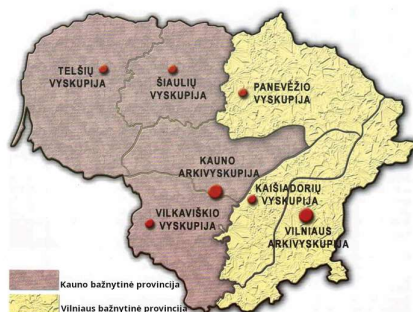 TELŠIŲ
VYSKUPIJA
ŠIAULIŲ
VYSKUPIJA
PANEVĖŽIO
VYSKUPIJA
KAUNO
ARKIVYSKUPIJA
KAIŠIADORIŲ
VYSKUPIJA
VILKAVIŠKIO
VYSKUPIJA
VILNIAUS
ARKIVYSKUPIJA
Kauno bažnytinė provincija
Vilniaus bažnytinė provincija